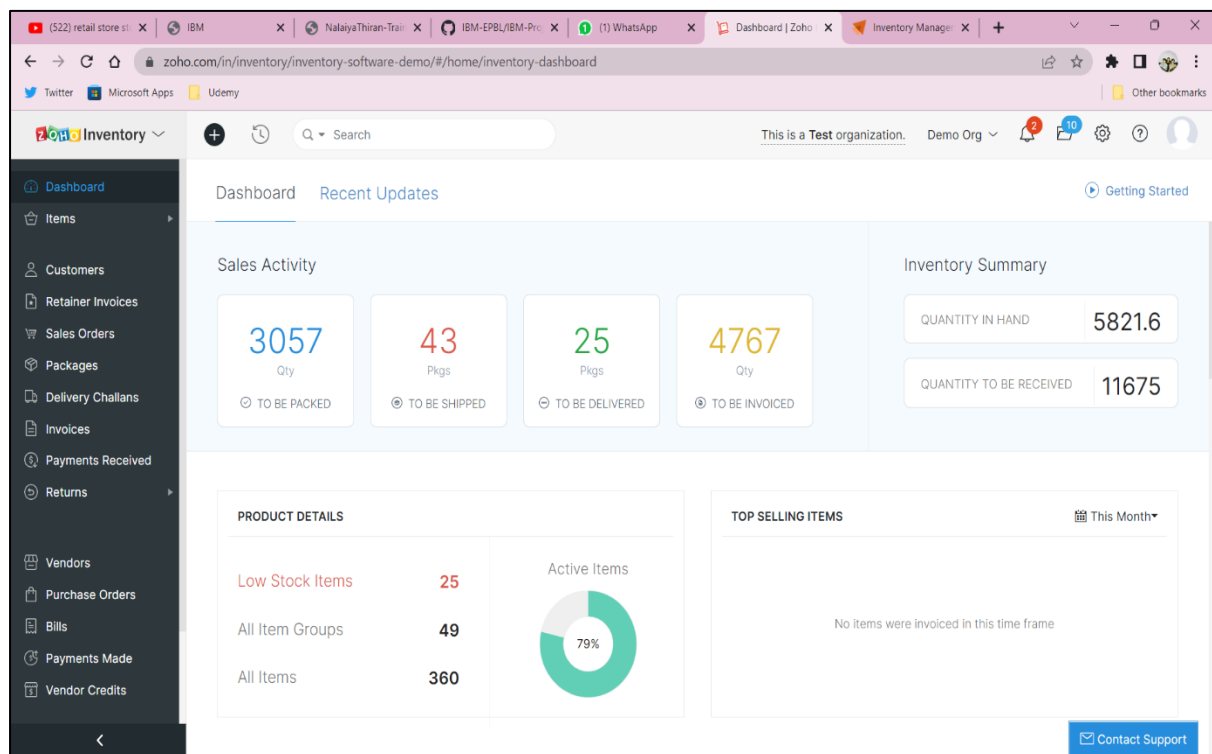 (522) retail store st
IBM
NalaiyaThiran-Train
IBM-EPBL/IBM-Pro
(1) WhatsApp
Dashboard | Zoho
Inventory Manage
zoho.com/in/inventory/inventory-software-demo/#/home/inventory-dashboard
Twitter Microsoft Apps Udemy Other bookmarks
ZOHO Inventory
Search
This is a Test organization. Demo Org 2 10
Dashboard
Items
Customers
Retainer Invoices
Sales Orders
Packages
Delivery Challans
Invoices
Payments Received
Returns
Vendors
Purchase Orders
Bills
Payments Made
Vendor Credits
Dashboard Recent Updates Getting Started
Sales Activity
3057
Qty
TO BE PACKED
43
Pkgs
TO BE SHIPPED
25
Pkgs
TO BE DELIVERED
4767
Qty
TO BE INVOICED
Inventory Summary
QUANTITY IN HAND 5821.6
QUANTITY TO BE RECEIVED 11675
PRODUCT DETAILS
Low Stock Items 25
All Item Groups 49
All Items 360
Active Items
79%
TOP SELLING ITEMS This Month
No items were invoiced in this time frame
Contact Support